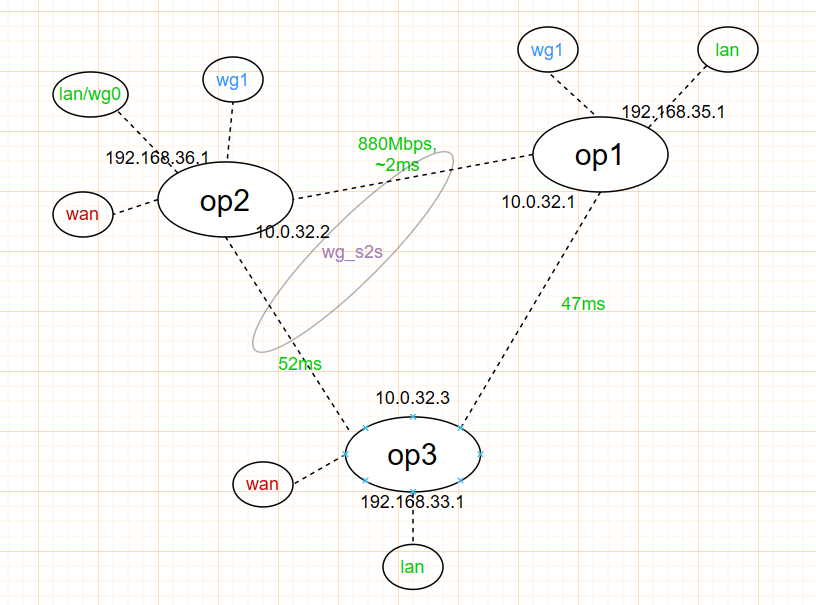 wg1
lan
lan/wg0
wg1
192.168.35.1
880Mbps,
~2ms
192.168.36.1
op1
op2
wan
10.0.32.1
10.0.32.2
wg_s2s
47ms
52ms
10.0.32.3
op3
wan
192.168.33.1
lan